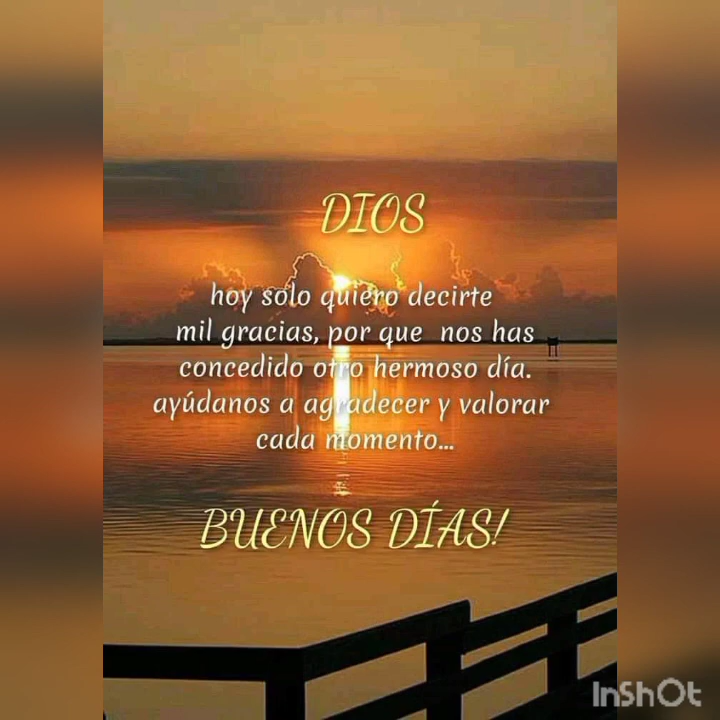 DIOS
hoy solo quiero decirte
mil gracias, por que nos has
concedido otro hermoso día.
ayúdanos a agradecer y valorar
cada momento...
BUENOS DÍAS!
InShOt